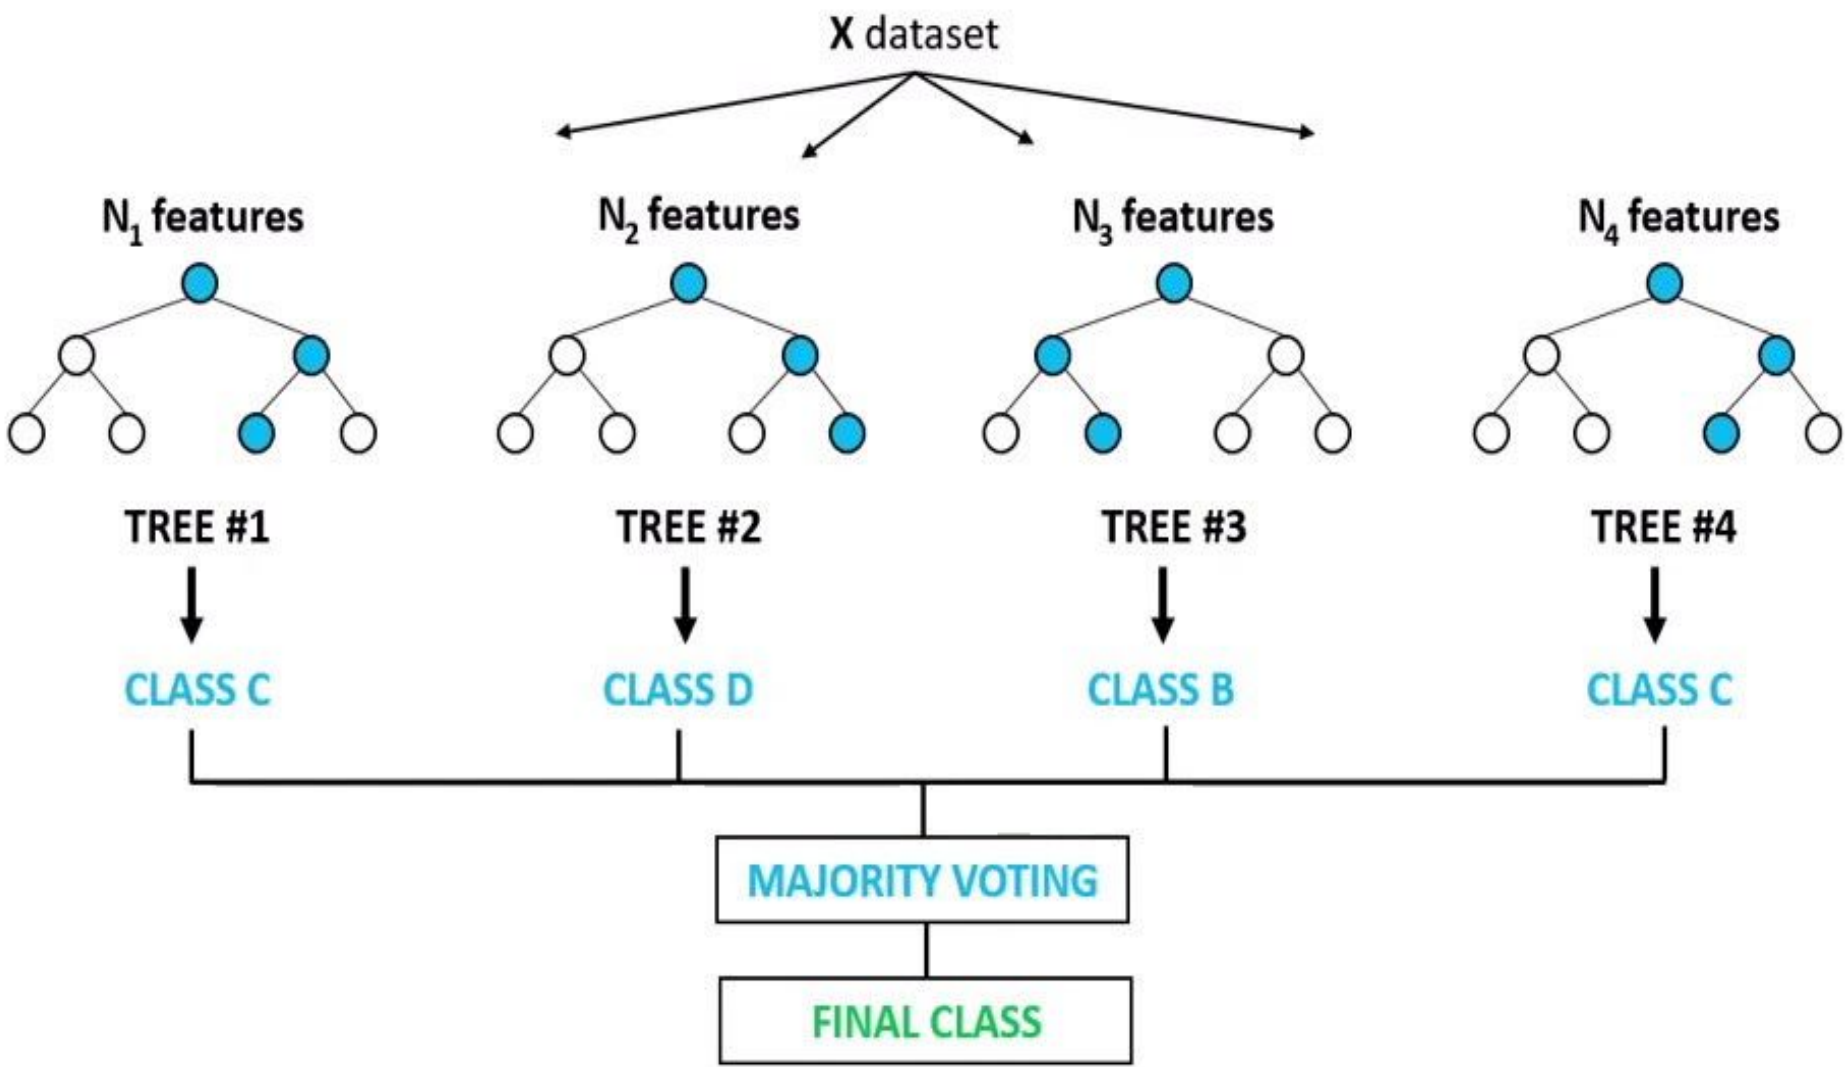 X dataset
N1 features
N2 features
N3 features
N4 features
TREE #1
TREE #2
TREE #3
TREE #4
CLASS C
CLASS D
CLASS B
CLASS C
MAJORITY VOTING
FINAL CLASS